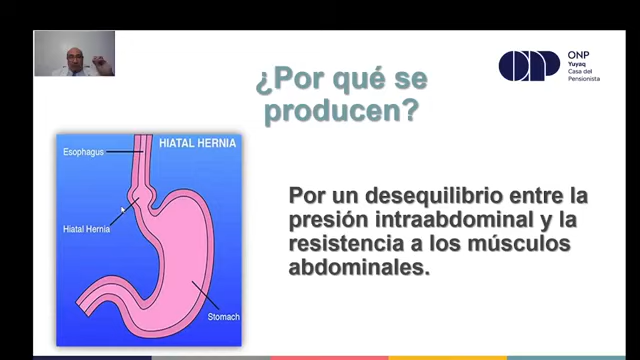 ONP
ONP
Yuyaq
Casa del
Pensionista
¿Por qué se
producen?
HIATAL HERNIA
Esophagus
Hiatal Hernia
Stomach
Por un desequilibrio entre la
presión intraabdominal y la
resistencia a los músculos
abdominales.